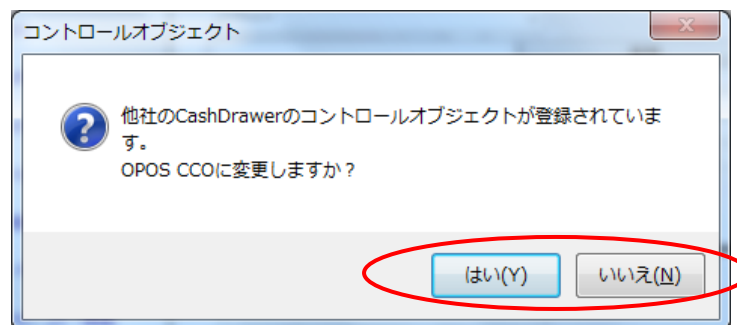 コントロールオブジェクト
他社のCashDrawerのコントロールオブジェクトが登録されていま
す。
OPOS CCOに変更しますか？
はい(Y)
いいえ(N)